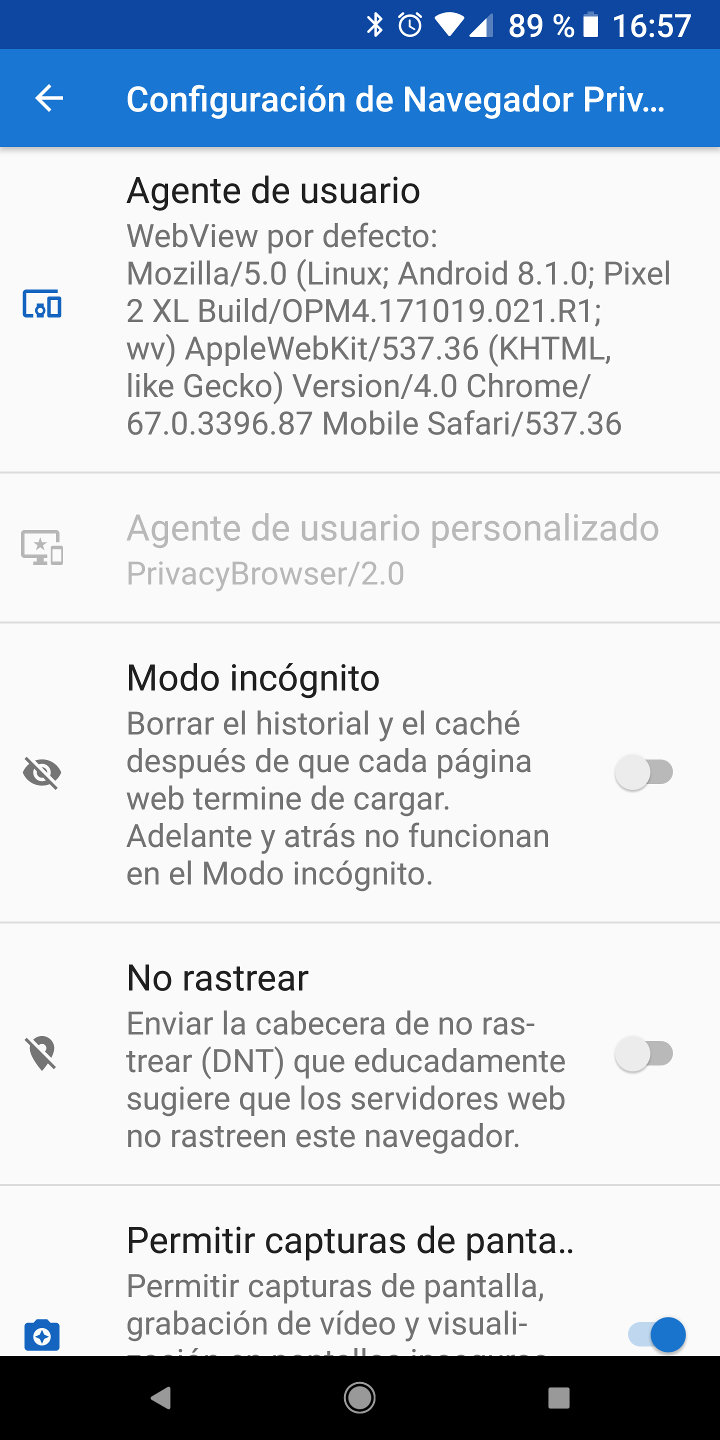 89 % 16:57
Configuración de Navegador Priv...
Agente de usuario
WebView por defecto:
Mozilla/5.0 (Linux; Android 8.1.0; Pixel
2 XL Build/OPM4.171019.021.R1;
wv) AppleWebKit/537.36 (KHTML,
like Gecko) Version/4.0 Chrome/
67.0.3396.87 Mobile Safari/537.36
Agente de usuario personalizado
PrivacyBrowser/2.0
Modo incógnito
Borrar el historial y el caché
después de que cada página
web termine de cargar.
Adelante y atrás no funcionan
en el Modo incógnito.
No rastrear
Enviar la cabecera de no ras-
trear (DNT) que educadamente
sugiere que los servidores web
no rastreen este navegador.
Permitir capturas de panta..
Permitir capturas de pantalla,
grabación de vídeo y visuali-